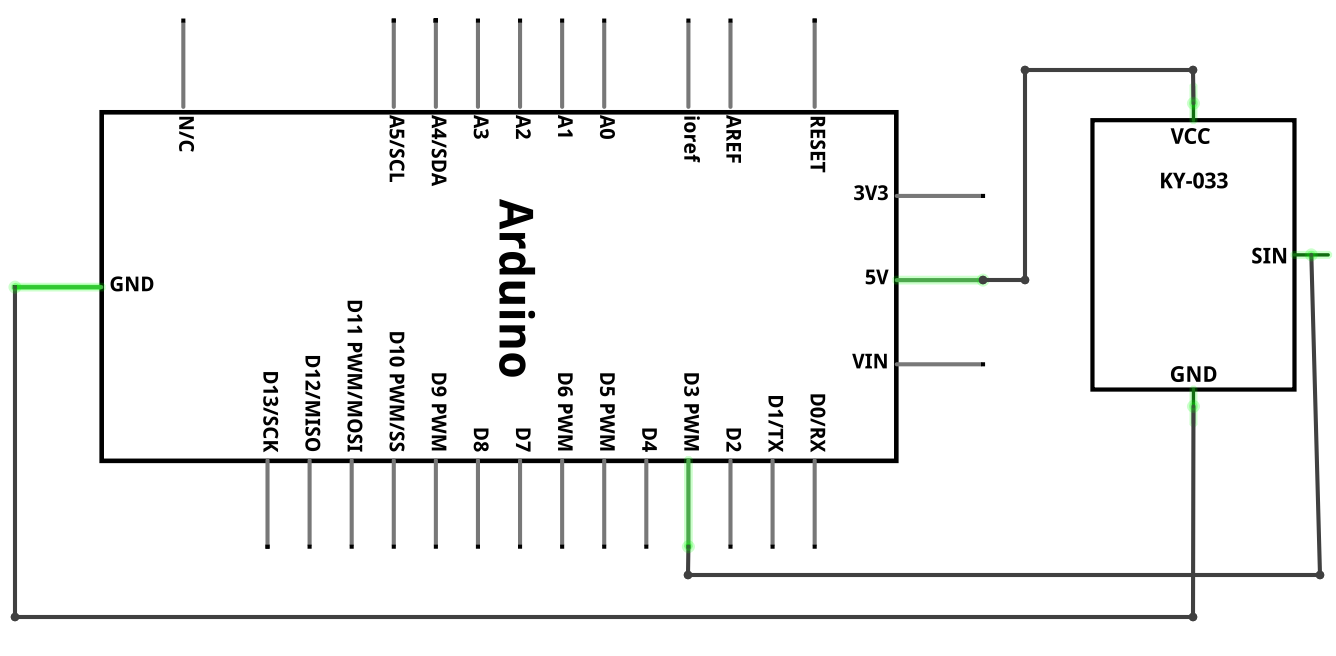 N/C
A5/SCL
A4/SDA
A3
A2
A1
A0
ioref
AREF
RESET
3V3
5V
VIN
GND
Arduino
D13/SCK
D12/MISO
D11 PWM/MOSI
D10 PWM/SS
D9 PWM
D8
D7
D6 PWM
D5 PWM
D4
D3 PWM
D2
D1/TX
D0/RX
VCC
KY-033
SIN
GND